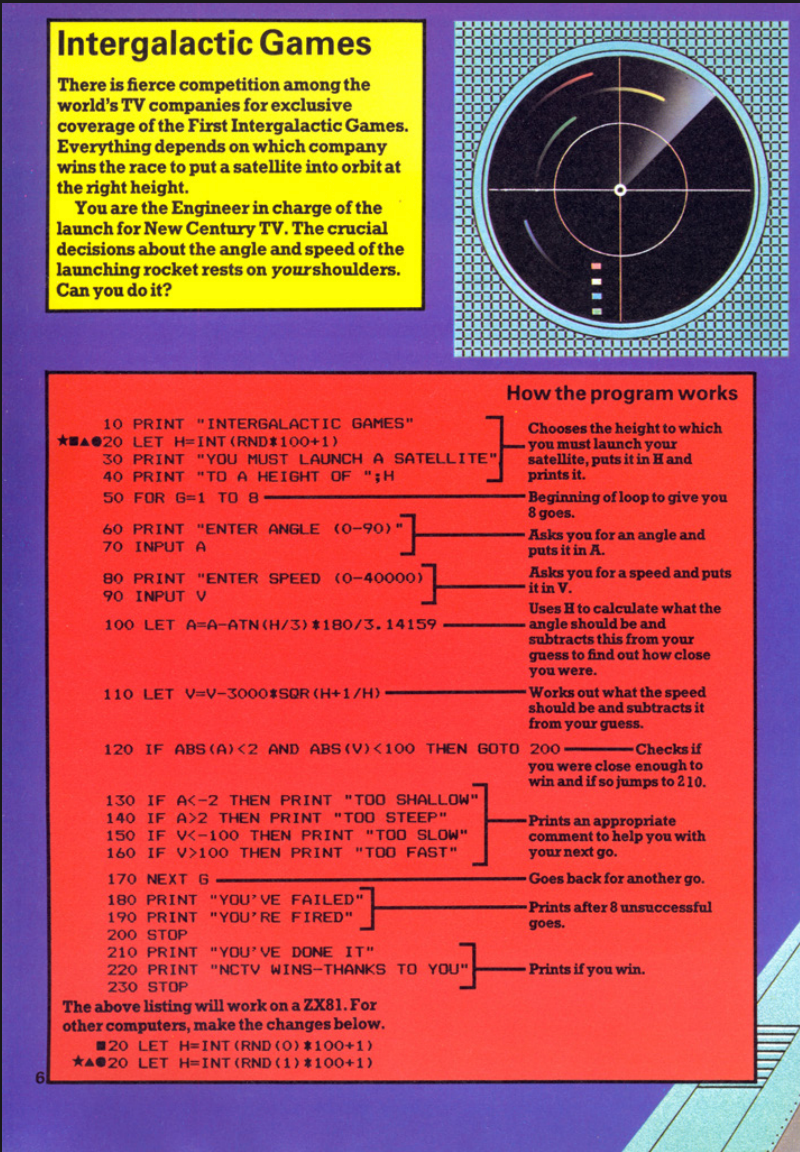 Intergalactic Games
There is fierce competition among the
world's TV companies for exclusive
coverage of the First Intergalactic Games.
Everything depends on which company
wins the race to put a satellite into orbit at
the right height.
You are the Engineer in charge of the
launch for New Century TV. The crucial
decisions about the angle and speed of the
launching rocket rests on your shoulders.
Can you do it?
How the program works
10 PRINT "INTERGALACTIC GAMES"
★■▲●20 LET H=INT(RND*100+1)
30 PRINT "YOU MUST LAUNCH A SATELLITE"
40 PRINT "TO A HEIGHT OF ";H
Chooses the height to which
you must launch your
satellite, puts it in H and
prints it.
50 FOR G=1 TO 8
Beginning of loop to give you
8 goes.
60 PRINT "ENTER ANGLE (0-90)"
70 INPUT A
Asks you for an angle and
puts it in A.
80 PRINT "ENTER SPEED (0-40000)
90 INPUT V
Asks you for a speed and puts
it in V.
100 LET A=A-ATN(H/3)*180/3.14159
Uses H to calculate what the
angle should be and
subtracts this from your
guess to find out how close
you were.
110 LET V=V-3000*SQR(H+1/H)
Works out what the speed
should be and subtracts it
from your guess.
120 IF ABS(A)<2 AND ABS(V)<100 THEN GOTO 200
Checks if
you were close enough to
win and if so jumps to 210.
130 IF A<-2 THEN PRINT "TOO SHALLOW"
140 IF A>2 THEN PRINT "TOO STEEP"
150 IF V<-100 THEN PRINT "TOO SLOW"
160 IF V>100 THEN PRINT "TOO FAST"
Prints an appropriate
comment to help you with
your next go.
170 NEXT G
Goes back for another go.
180 PRINT "YOU'VE FAILED"
190 PRINT "YOU'RE FIRED"
200 STOP
Prints after 8 unsuccessful
goes.
210 PRINT "YOU'VE DONE IT"
220 PRINT "NCTV WINS-THANKS TO YOU"
230 STOP
Prints if you win.
The above listing will work on a ZX81. For
other computers, make the changes below.
■20 LET H=INT(RND(0)*100+1)
★▲●20 LET H=INT(RND(1)*100+1)
6